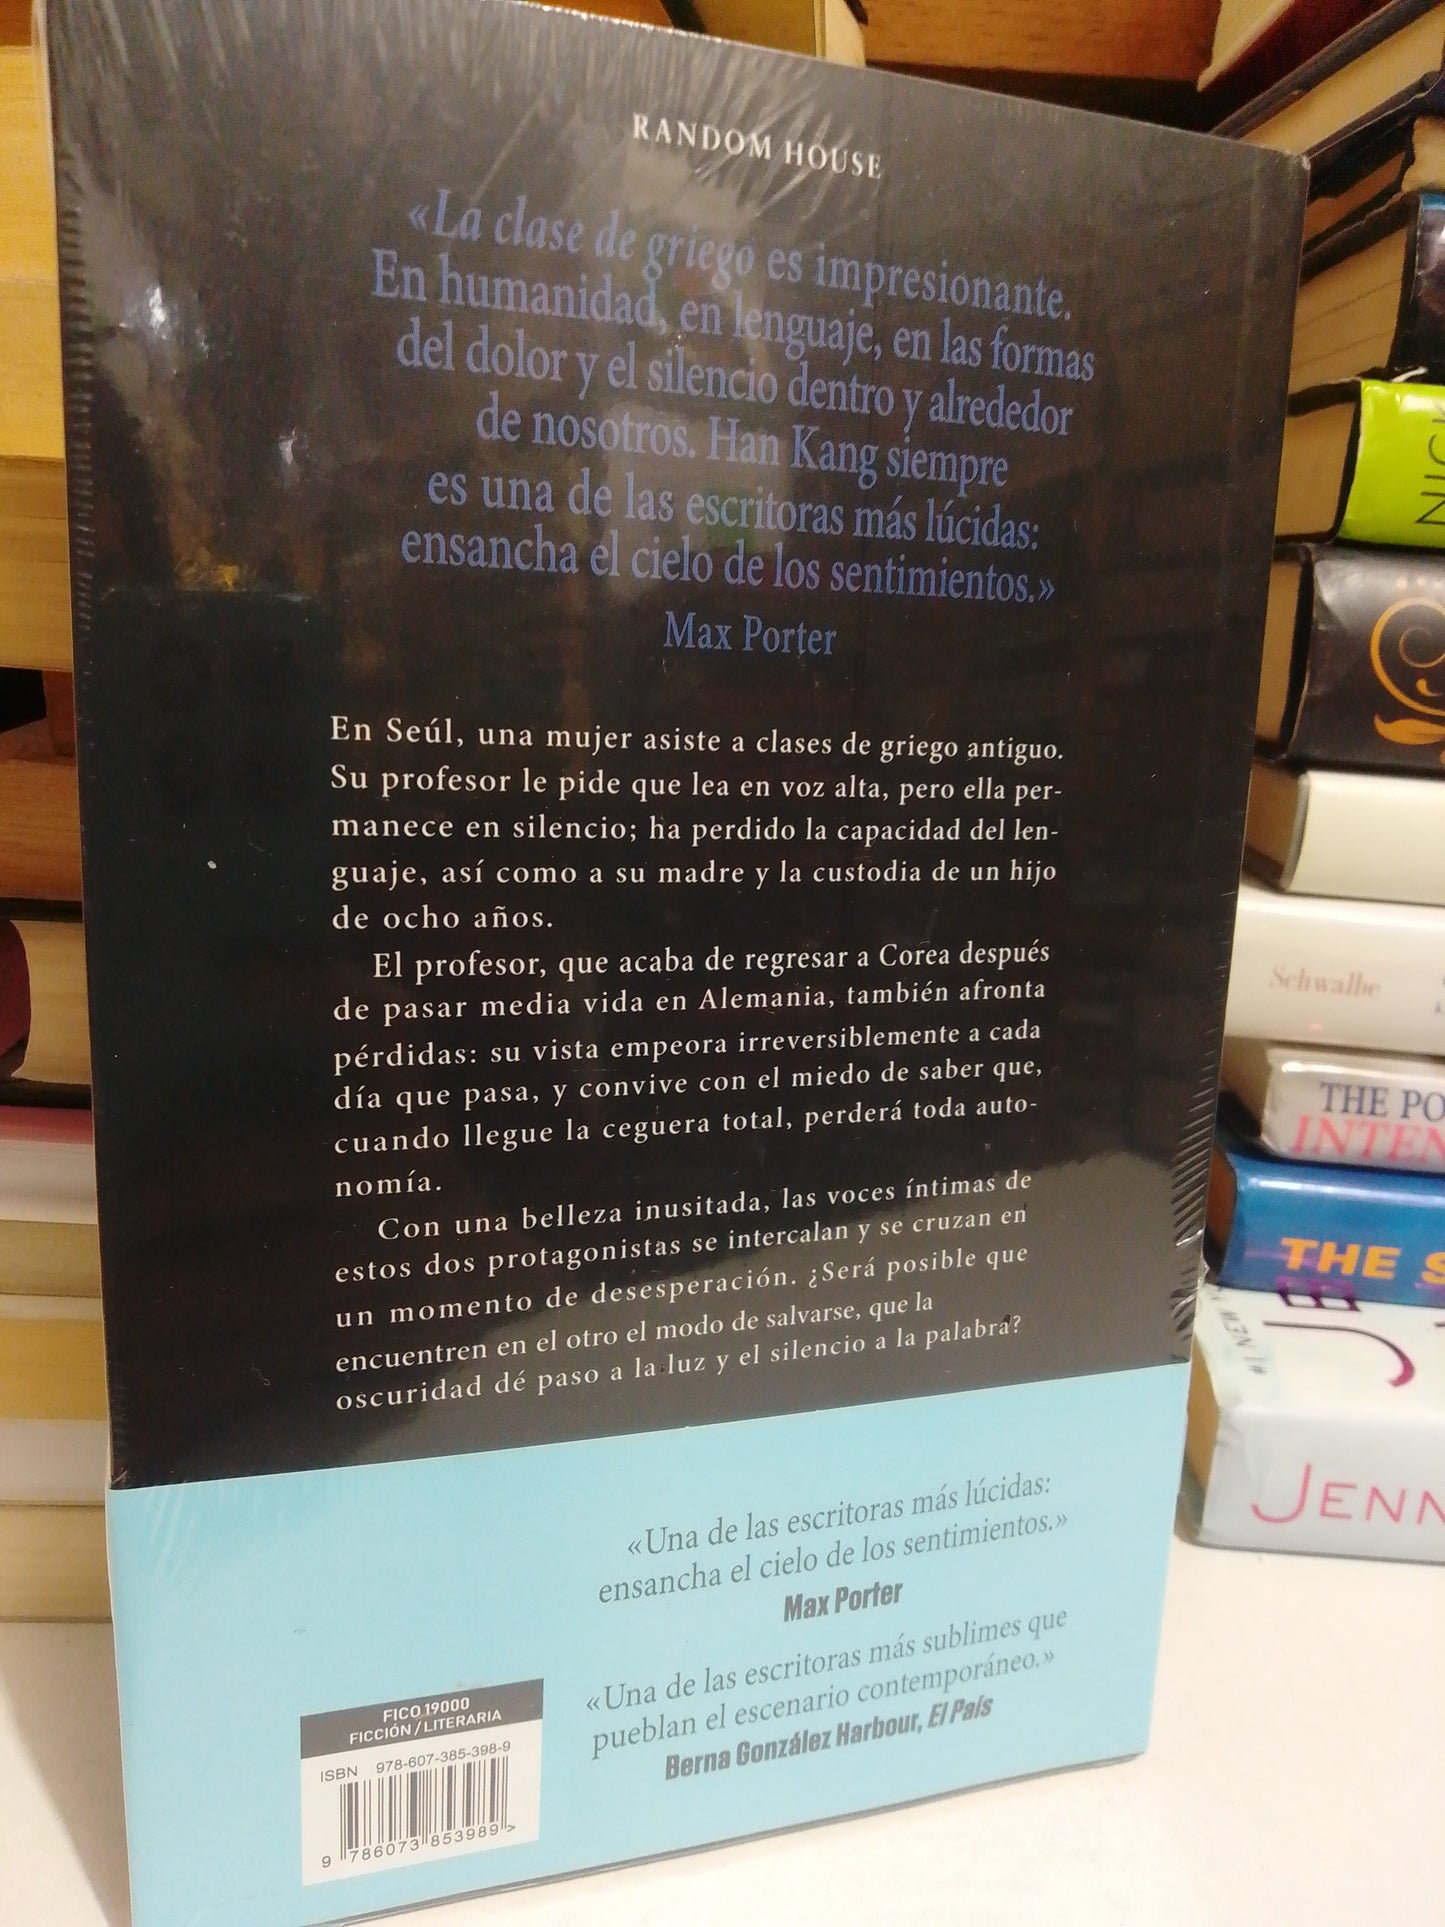 RANDOM HOUSE
«La clase de griego es impresionante.
En humanidad, en lenguaje, en las formas
del dolor y el silencio dentro y alrededor
de nosotros. Han Kang siempre
es una de las escritoras más lúcidas:
ensancha el cielo de los sentimientos.»
Max Porter
En Seúl, una mujer asiste a clases de griego antiguo.
Su profesor le pide que lea en voz alta, pero ella per-
manece en silencio; ha perdido la capacidad del len-
guaje, así como a su madre y la custodia de un hijo
de ocho años.
El profesor, que acaba de regresar a Corea después
de pasar media vida en Alemania, también afronta
pérdidas: su vista empeora irreversiblemente a cada
día que pasa, y convive con el miedo de saber que,
cuando llegue la ceguera total, perderá toda auto-
nomía.
Con una belleza inusitada, las voces íntimas de
estos dos protagonistas se intercalan y se cruzan en
un momento de desesperación. ¿Será posible que
encuentren en el otro el modo de salvarse, que la
oscuridad dé paso a la luz y el silencio a la palabra?
«Una de las escritoras más lúcidas:
ensancha el cielo de los sentimientos.»
Max Porter
«Una de las escritoras más sublimes que
pueblan el escenario contemporáneo.»
Berna González Harbour, El País
FICO 19000
FICCIÓN / LITERARIA
ISBN 978-607-385-398-9
9 786073 853989 >
NICK
Schwalbe
THE PO
INTEN
THE S
#1 NEW
JE
JENN